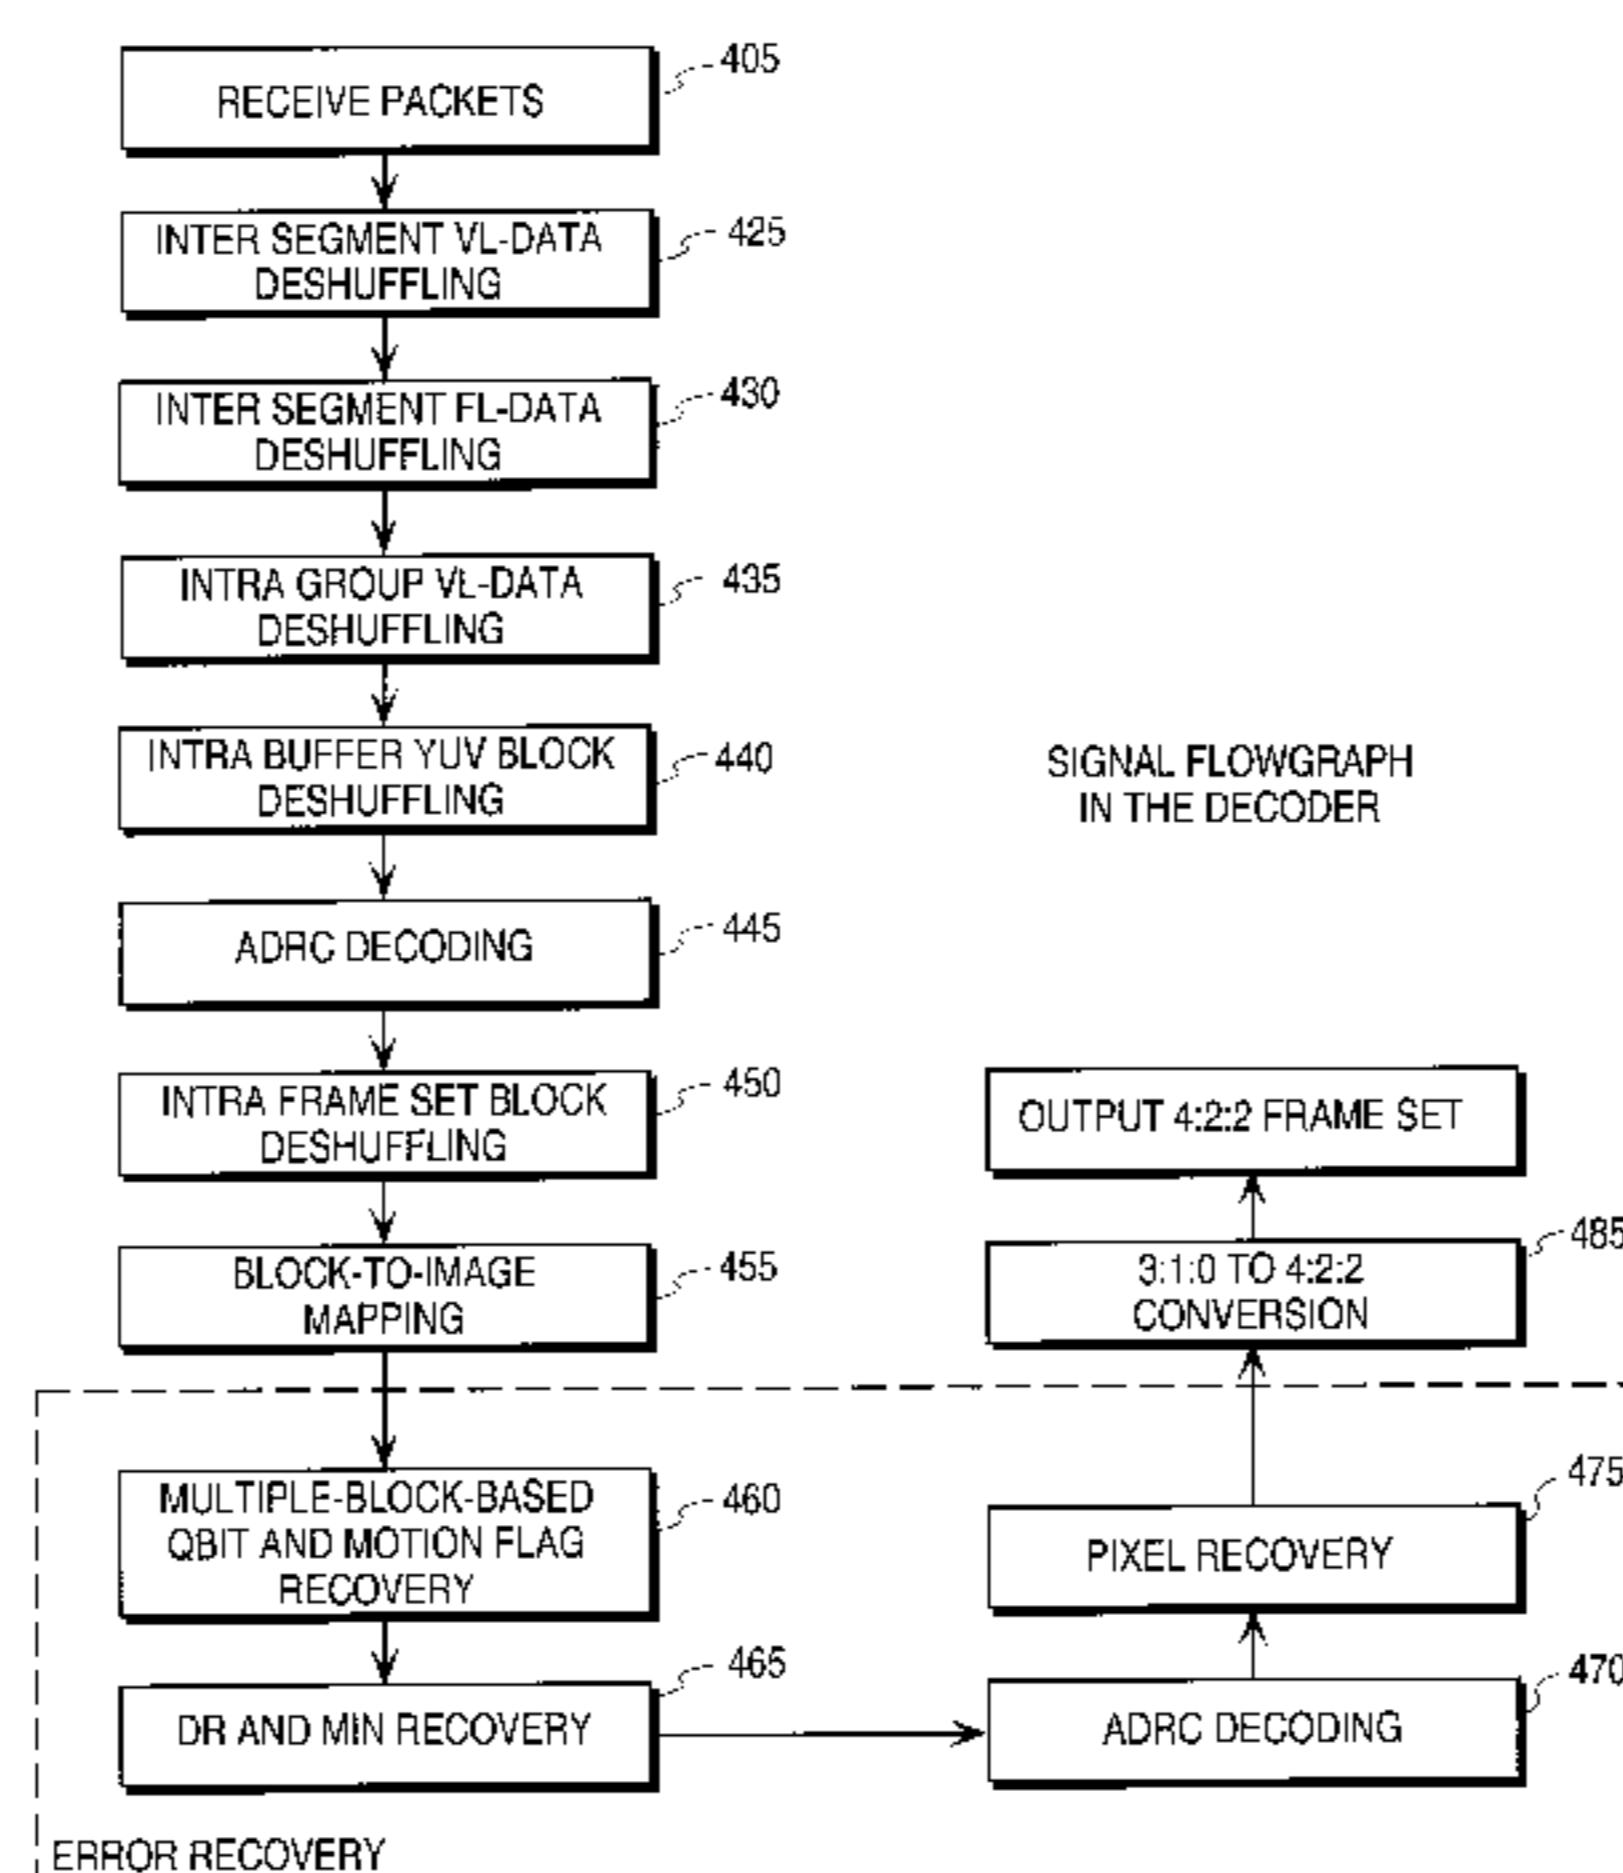 RECEIVE PACKETS
405
INTER SEGMENT VL-DATA
DESHUFFLING
425
INTER SEGMENT FL-DATA
DESHUFFLING
430
INTRA GROUP VL-DATA
DESHUFFLING
435
INTRA BUFFER YUV BLOCK
DESHUFFLING
440
ADRC DECODING
445
INTRA FRAME SET BLOCK
DESHUFFLING
450
BLOCK-TO-IMAGE
MAPPING
455
MULTIPLE-BLOCK-BASED
QBIT AND MOTION FLAG
RECOVERY
460
DR AND MIN RECOVERY
465
ERROR RECOVERY
SIGNAL FLOWGRAPH
IN THE DECODER
OUTPUT 4:2:2 FRAME SET
3:1:0 TO 4:2:2
CONVERSION
485
PIXEL RECOVERY
475
ADRC DECODING
470